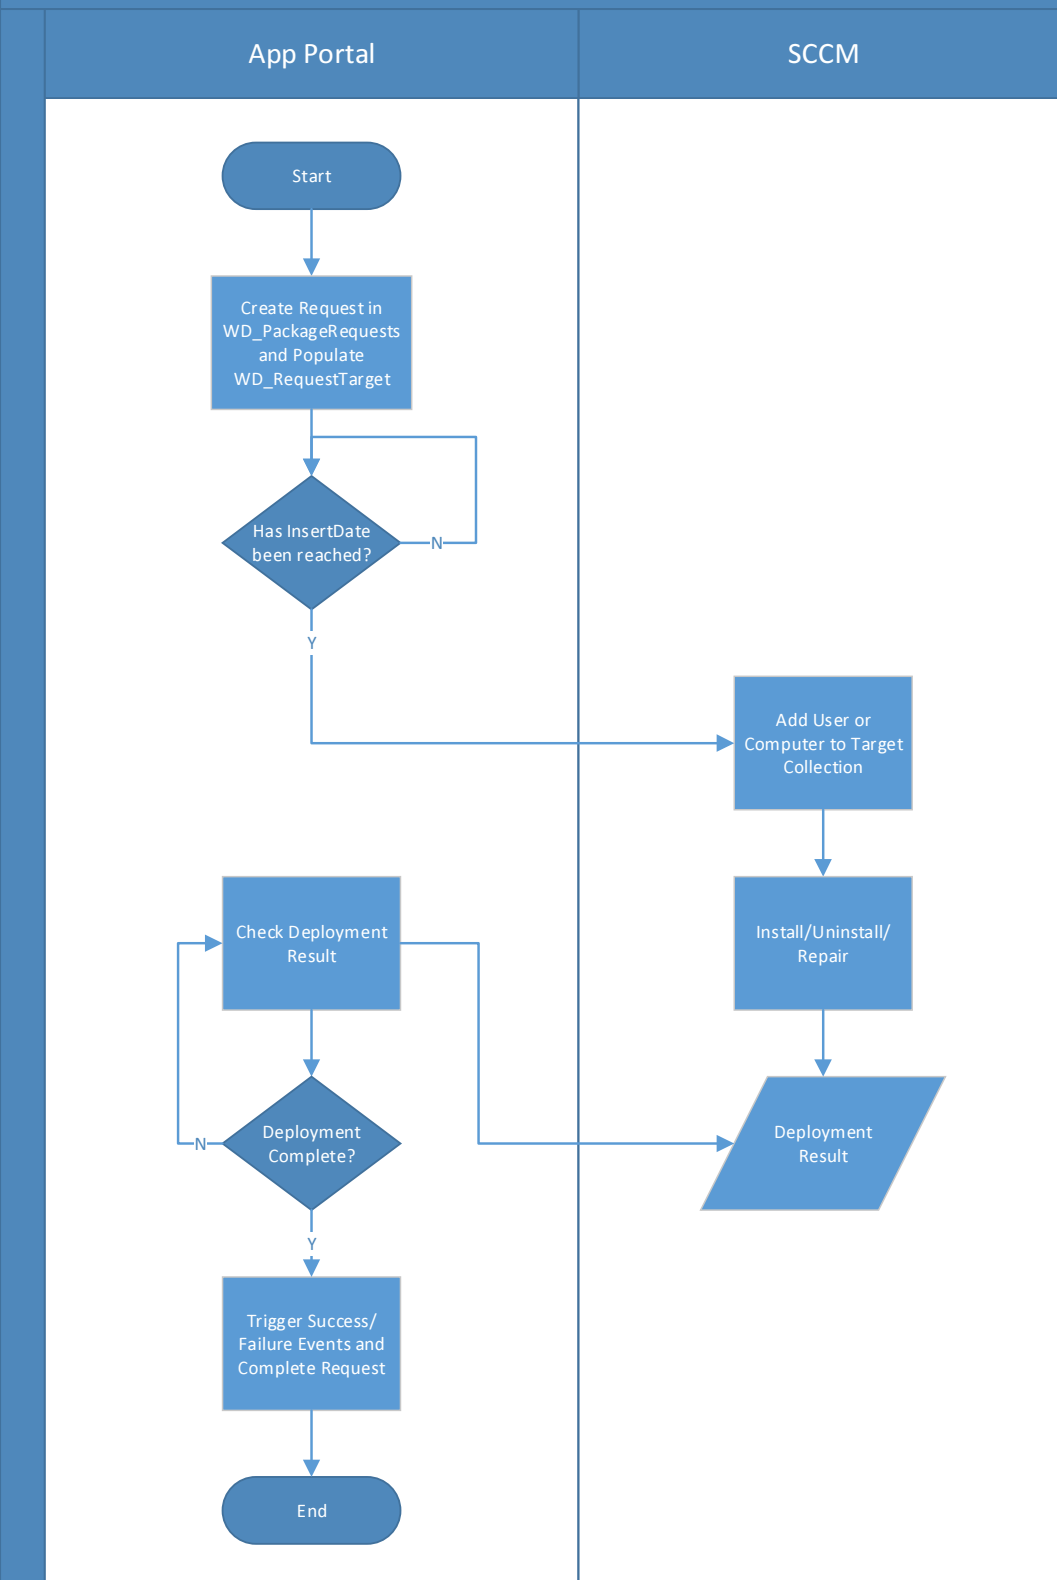 App Portal
SCCM
Start
Create Request in
WD_PackageRequests
and Populate
WD_RequestTarget
Has InsertDate
been reached?
N
Y
Add User or
Computer to Target
Collection
Check Deployment
Result
Install/Uninstall/
Repair
Deployment
Complete?
N
Deployment
Result
Y
Trigger Success/
Failure Events and
Complete Request
End